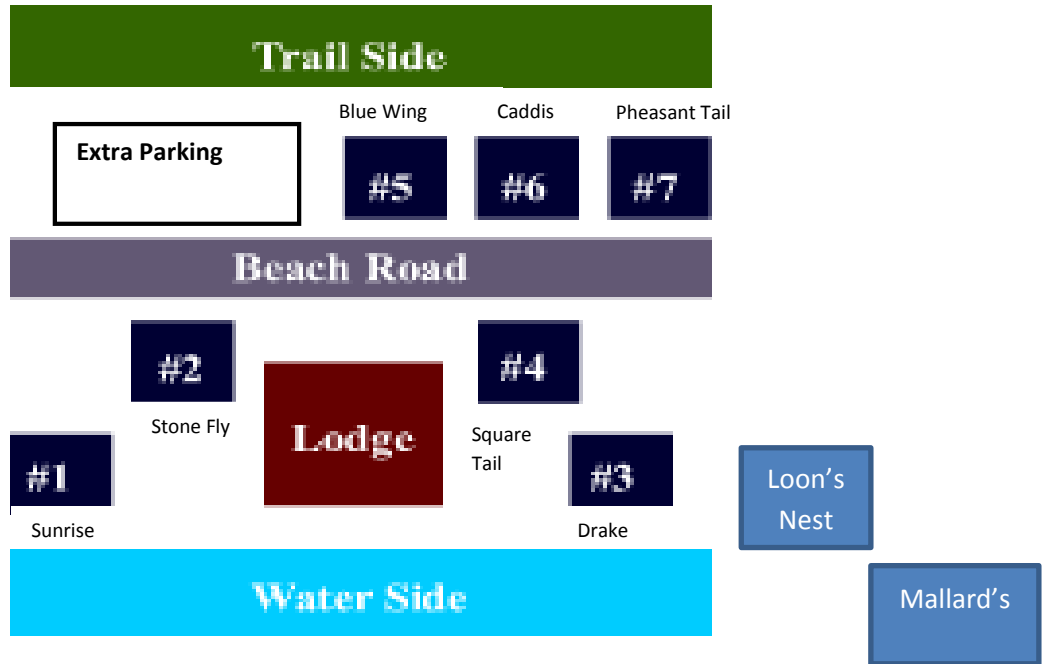 Trail Side
Blue Wing
Caddis
Pheasant Tail
Extra Parking
#5
#6
#7
Beach Road
#2
#4
Stone Fly
Lodge
Square
Tail
#1
#3
Loon's
Nest
Sunrise
Drake
Water Side
Mallard's